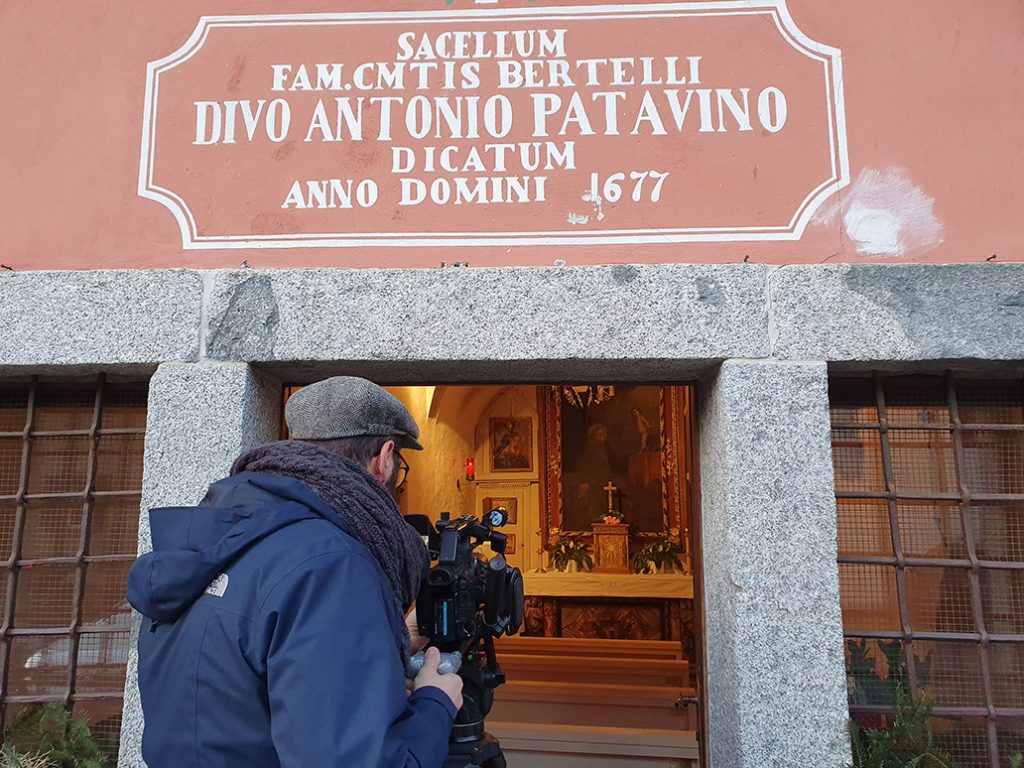 SACELLUM
FAM.CMTIS BERTELLI
DIVO ANTONIO PATAVINO
DICATUM
ANNO DOMINI 1677